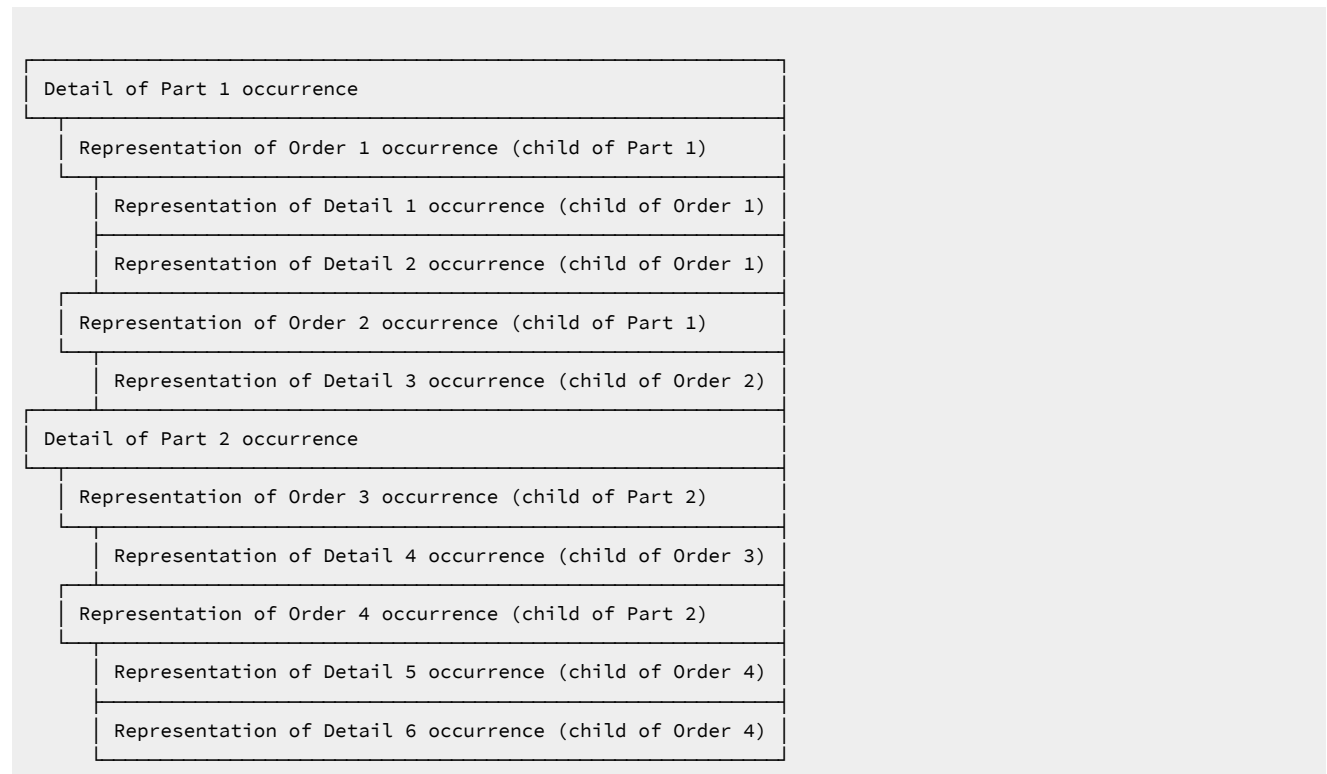 Detail of Part 1 occurrence
Representation of Order 1 occurrence (child of Part 1)
Representation of Detail 1 occurrence (child of Order 1)
Representation of Detail 2 occurrence (child of Order 1)
Representation of Order 2 occurrence (child of Part 1)
Representation of Detail 3 occurrence (child of Order 2)
Detail of Part 2 occurrence
Representation of Order 3 occurrence (child of Part 2)
Representation of Detail 4 occurrence (child of Order 3)
Representation of Order 4 occurrence (child of Part 2)
Representation of Detail 5 occurrence (child of Order 4)
Representation of Detail 6 occurrence (child of Order 4)